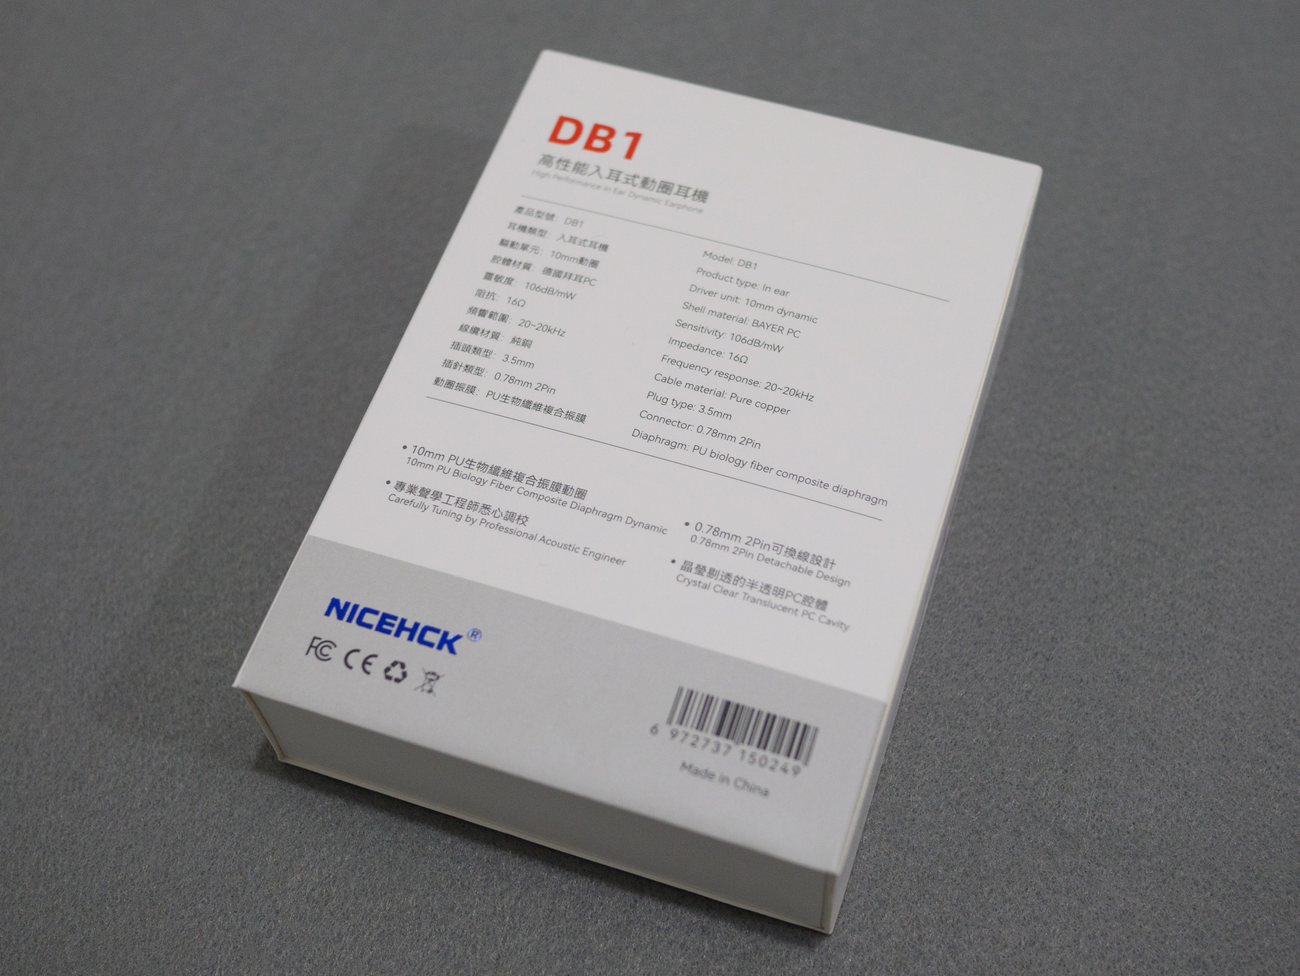 DB1
高性能入耳式動圈耳機
High Performance In Ear Dynamic Earphone
產品型號: DB1
耳機類型: 入耳式耳機
驅動單元: 10mm動圈
腔體材質: 德國拜耳PC
靈敏度: 106dB/mW
阻抗: 16Ω
頻響範圍: 20~20kHz
線纜材質: 純銅
插頭類型: 3.5mm
插針類型: 0.78mm 2Pin
動圈振膜: PU生物纖維複合振膜
Model: DB1
Product type: In ear
Driver unit: 10mm dynamic
Shell material: BAYER PC
Sensitivity: 106dB/mW
Impedance: 16Ω
Frequency response: 20~20kHz
Cable material: Pure copper
Plug type: 3.5mm
Connector: 0.78mm 2Pin
Diaphragm: PU biology fiber composite diaphragm
• 10mm PU生物纖維複合振膜動圈
10mm PU Biology Fiber Composite Diaphragm Dynamic
• 專業聲學工程師悉心調校
Carefully Tuning by Professional Acoustic Engineer
• 0.78mm 2Pin可換線設計
0.78mm 2Pin Detachable Design
• 晶瑩剔透的半透明PC腔體
Crystal Clear Translucent PC Cavity
NICEHCK®
FC CE
6 972737 150249
Made in China